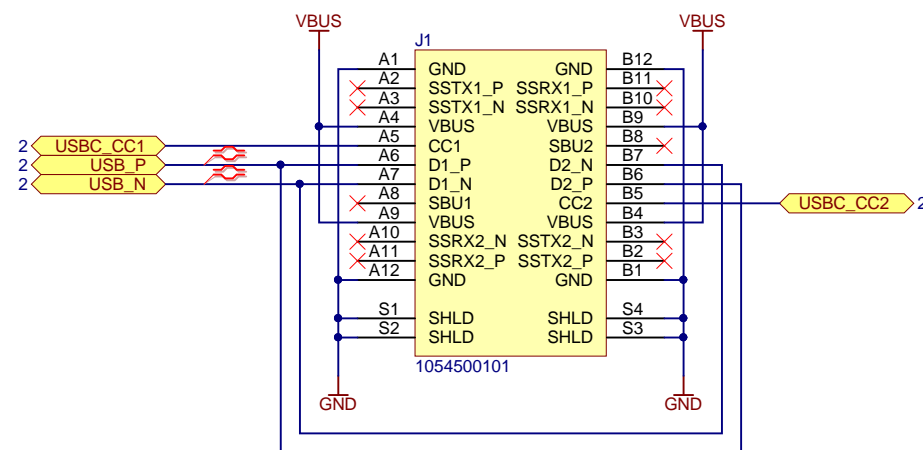 VBUS VBUS
J1
A1 GND GND B12
A2 SSTX1_P SSRX1_P B11
A3 SSTX1_N SSRX1_N B10
A4 VBUS VBUS B9
2 USBC_CC1 A5 CC1 SBU2 B8
2 USB_P A6 D1_P D2_N B7
2 USB_N A7 D1_N D2_P B6
A8 SBU1 CC2 B5 USBC_CC2 2
A9 VBUS VBUS B4
A10 SSRX2_N SSTX2_N B3
A11 SSRX2_P SSTX2_P B2
A12 GND GND B1
S1 SHLD SHLD S4
S2 SHLD SHLD S3
1054500101
GND GND